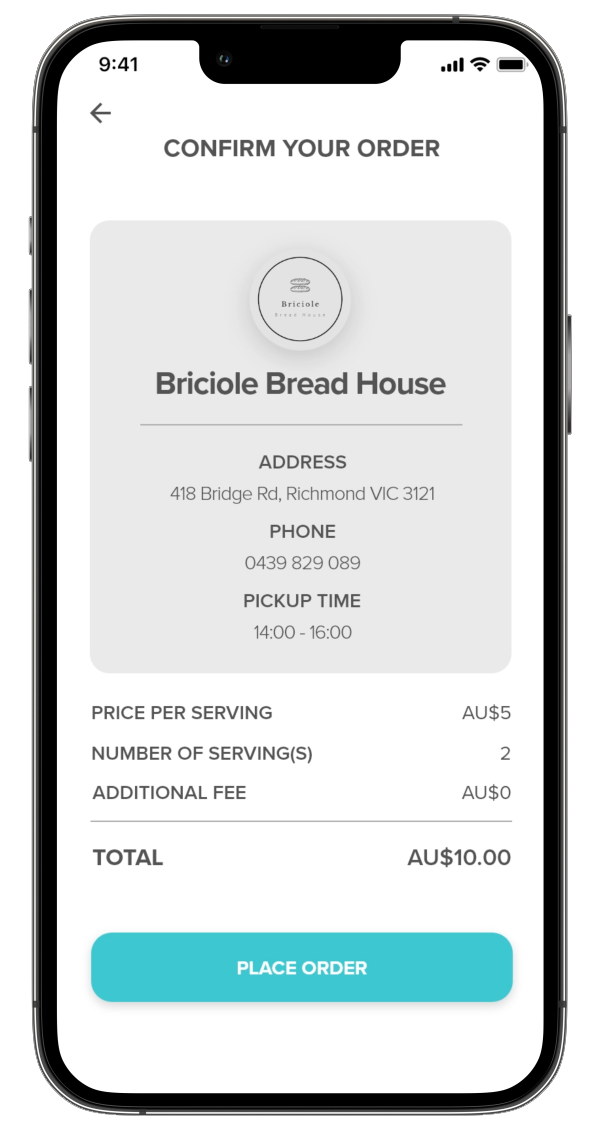 9:41
CONFIRM YOUR ORDER
Briciole
Bread House
Briciole Bread House
ADDRESS
418 Bridge Rd, Richmond VIC 3121
PHONE
0439 829 089
PICKUP TIME
14:00 - 16:00
PRICE PER SERVING AU$5
NUMBER OF SERVING(S) 2
ADDITIONAL FEE AU$0
TOTAL AU$10.00
PLACE ORDER